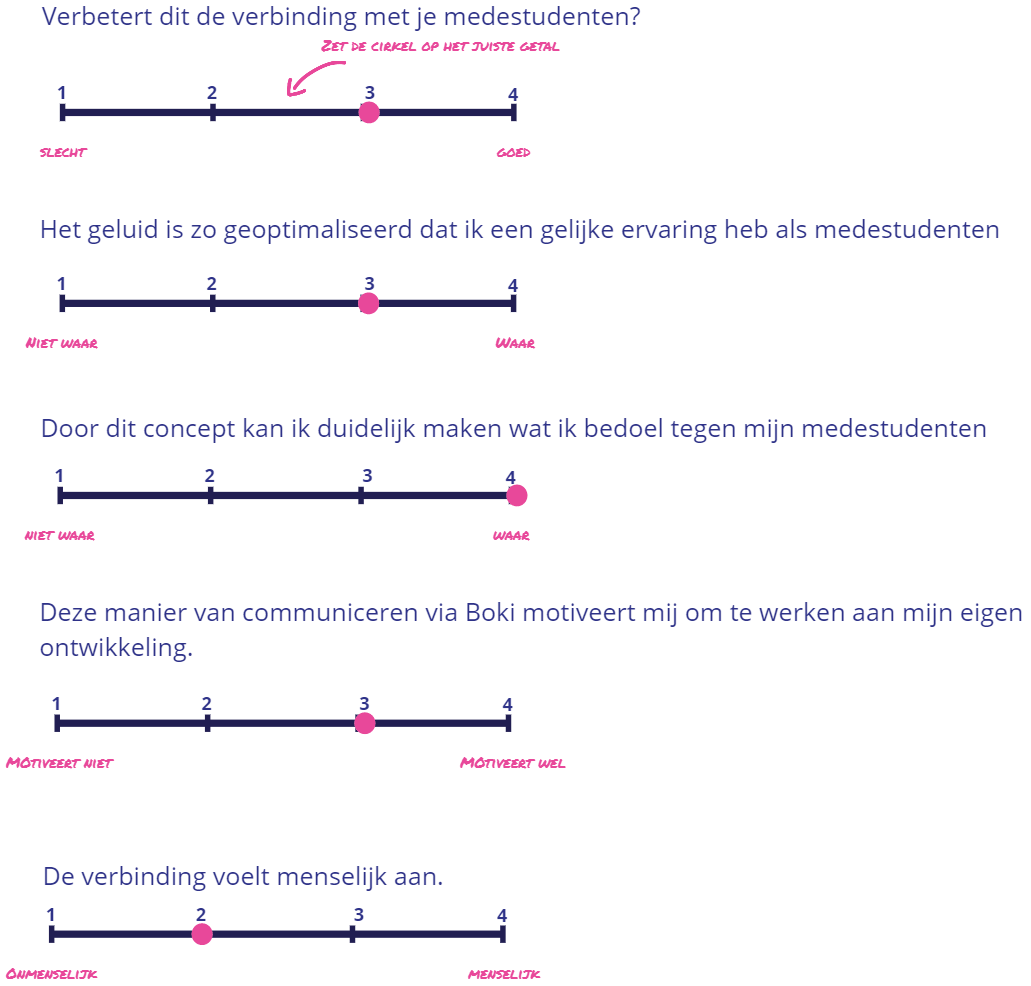 Verbetert dit de verbinding met je medestudenten?
Zet de cirkel op het juiste getal
1 2 3 4
slecht goed
Het geluid is zo geoptimaliseerd dat ik een gelijke ervaring heb als medestudenten
1 2 3 4
Niet waar Waar
Door dit concept kan ik duidelijk maken wat ik bedoel tegen mijn medestudenten
1 2 3 4
niet waar waar
Deze manier van communiceren via Boki motiveert mij om te werken aan mijn eigen
ontwikkeling.
1 2 3 4
MOtiveert niet MOtiveert wel
De verbinding voelt menselijk aan.
1 2 3 4
Onmenselijk menselijk